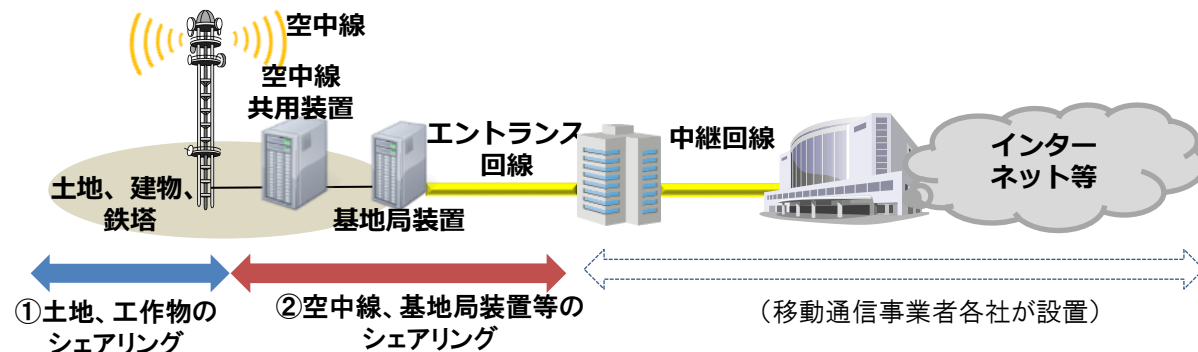 空中線
空中線
共用装置
エントランス
回線
中継回線
インター
ネット等
土地、建物、
鉄塔
基地局装置
①土地、工作物の
シェアリング
②空中線、基地局装置等の
シェアリング
（移動通信事業者各社が設置）